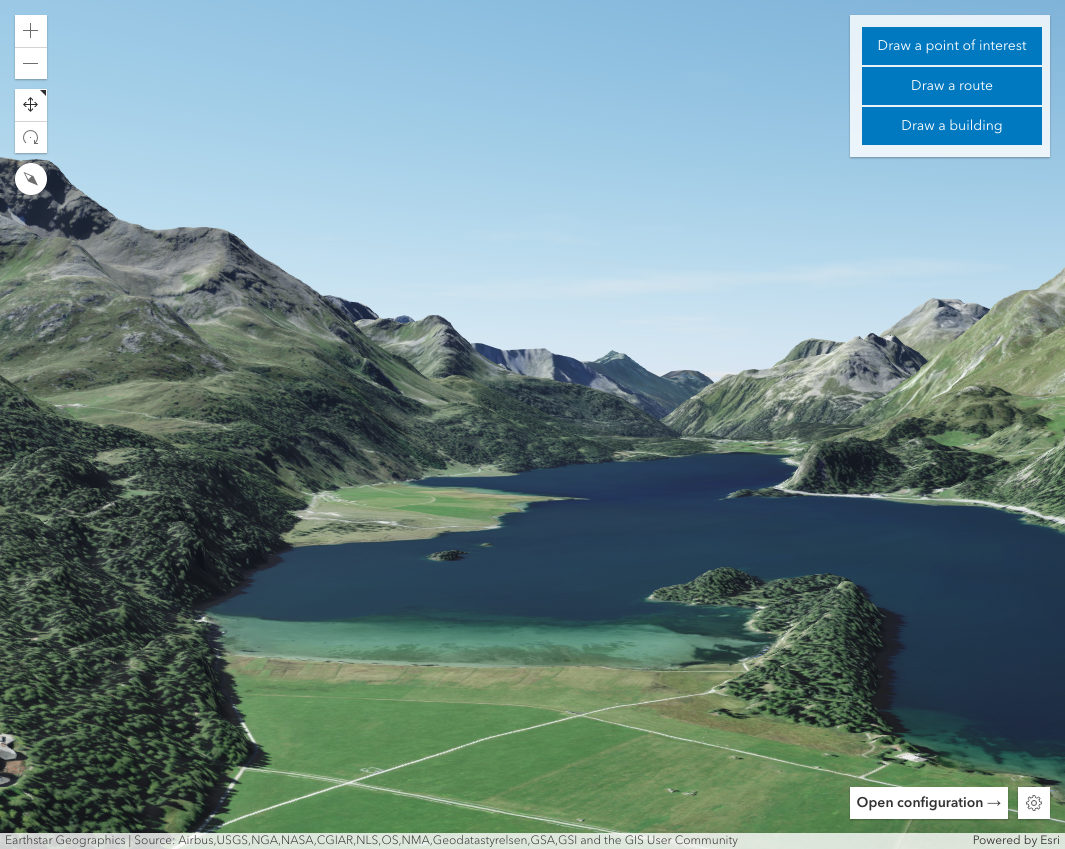 Draw a point of interest
Draw a route
Draw a building
Open configuration →
Earthstar Geographics | Source: Airbus,USGS,NGA,NASA,CGIAR,NLS,OS,NMA,Geodatastyrelsen,GSA,GSI and the GIS User Community
Powered by Esri